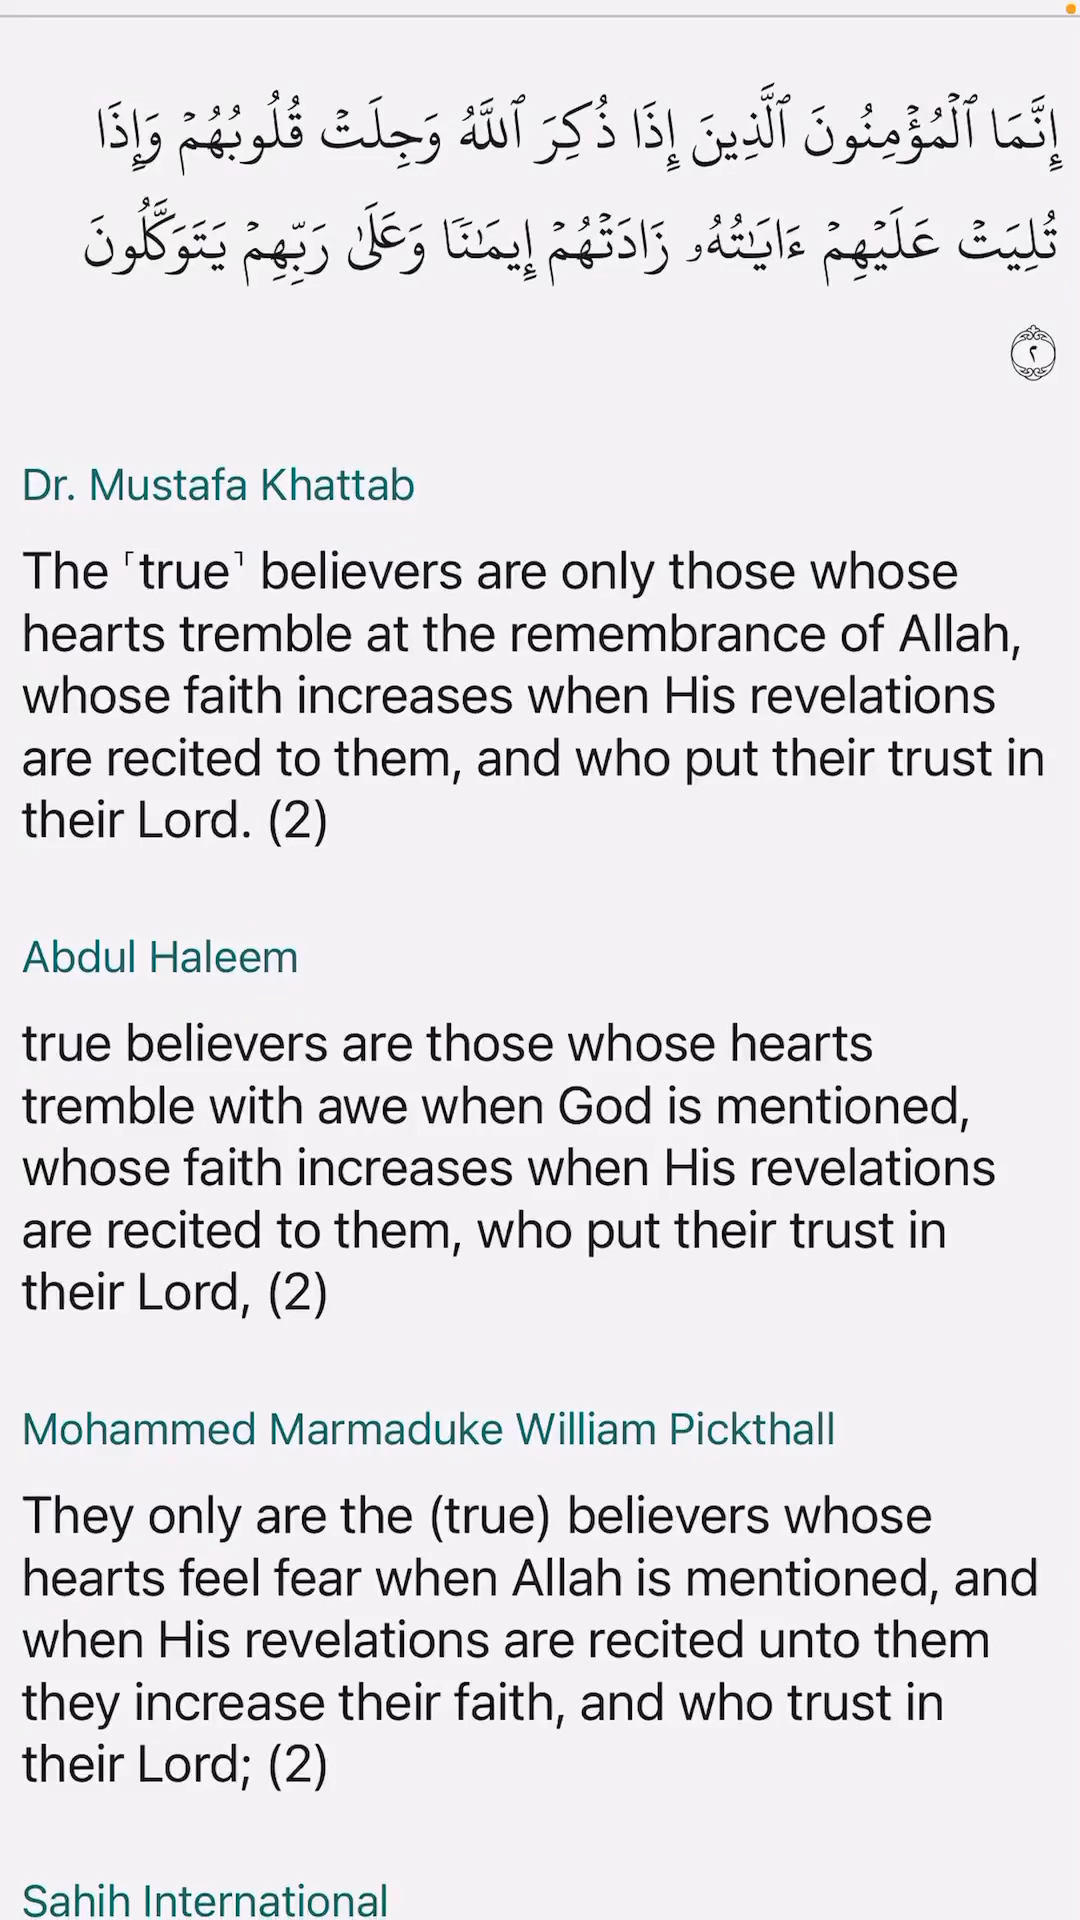 إِنَّمَا ٱلْمُؤْمِنُونَ ٱلَّذِينَ إِذَا ذُكِرَ ٱللَّهُ وَجِلَتْ قُلُوبُهُمْ وَإِذَا
تُلِيَتْ عَلَيْهِمْ ءَايَـٰتُهُۥ زَادَتْهُمْ إِيمَـٰنًا وَعَلَىٰ رَبِّهِمْ يَتَوَكَّلُونَ
٢
Dr. Mustafa Khattab
The ˹true˺ believers are only those whose
hearts tremble at the remembrance of Allah,
whose faith increases when His revelations
are recited to them, and who put their trust in
their Lord. (2)
Abdul Haleem
true believers are those whose hearts
tremble with awe when God is mentioned,
whose faith increases when His revelations
are recited to them, who put their trust in
their Lord, (2)
Mohammed Marmaduke William Pickthall
They only are the (true) believers whose
hearts feel fear when Allah is mentioned, and
when His revelations are recited unto them
they increase their faith, and who trust in
their Lord; (2)
Sahih International